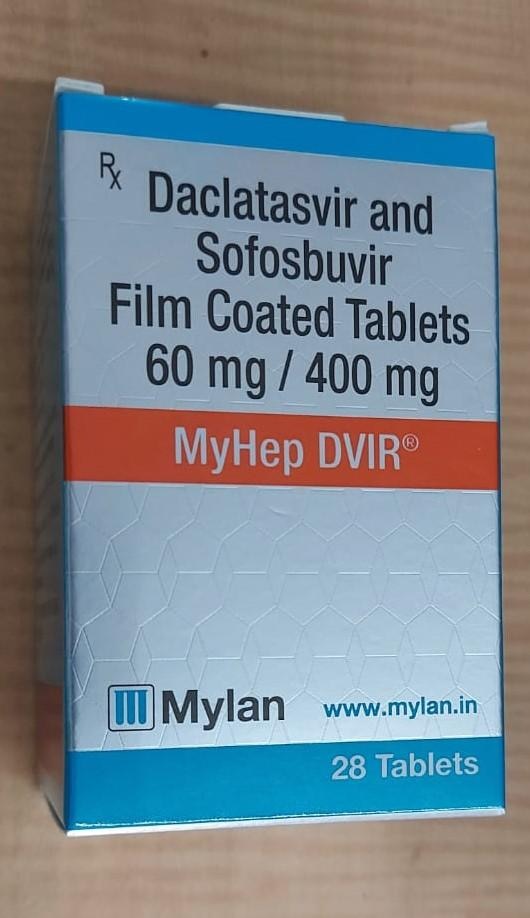 Rx Daclatasvir and
Sofosbuvir
Film Coated Tablets
60 mg / 400 mg
MyHep DVIR®
Mylan www.mylan.in
28 Tablets